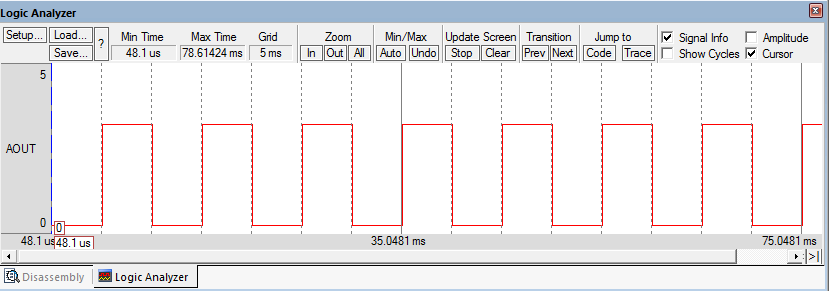 Logic Analyzer
Setup... Load... Min Time Max Time Grid Zoom Min/Max Update Screen Transition Jump to Signal Info Amplitude
Save... ? 48.1 us 78.61424 ms 5 ms In Out All Auto Undo Stop Clear Prev Next Code Trace Show Cycles Cursor
5
AOUT
0
0
48.1 us 48.1 us 35.0481 ms 75.0481 ms
Disassembly Logic Analyzer